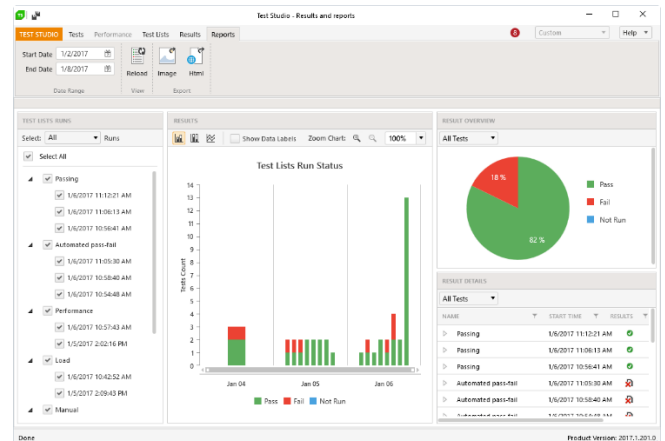 Test Studio - Results and reports
TEST STUDIO Tests Performance Test Lists Results Reports 8 Custom Help
Start Date 1/2/2017
End Date 1/8/2017
Reload Image Html
Date Range View Export
TEST LISTS RUNS
Select: All Runs
Select All
Passing
1/6/2017 11:12:21 AM
1/6/2017 11:06:13 AM
1/6/2017 10:56:41 AM
Automated pass-fail
1/6/2017 11:05:30 AM
1/6/2017 10:58:40 AM
1/6/2017 10:54:48 AM
Performance
1/6/2017 10:57:43 AM
1/5/2017 2:02:16 PM
Load
1/6/2017 10:42:52 AM
1/5/2017 2:09:43 PM
Manual
RESULTS
Show Data Labels Zoom Chart: 100%
Test Lists Run Status
Tests Count
14
13
12
11
10
9
8
7
6
5
4
3
2
1
0
Jan 04 Jan 05 Jan 06
Pass Fail Not Run
RESULT OVERVIEW
All Tests
18 %
82 %
Pass
Fail
Not Run
RESULT DETAILS
All Tests
NAME START TIME RESULTS
Passing 1/6/2017 11:12:21 AM
Passing 1/6/2017 11:06:13 AM
Passing 1/6/2017 10:56:41 AM
Automated pass-fail 1/6/2017 11:05:30 AM
Automated pass-fail 1/6/2017 10:58:40 AM
Automated pass-fail 1/6/2017 10:54:48 AM
Done Product Version: 2017.1.201.0